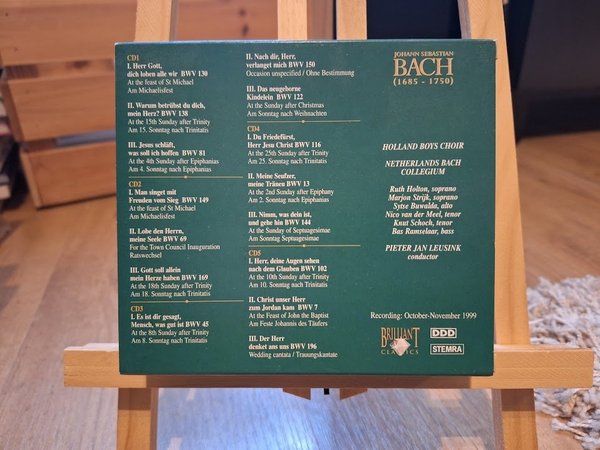 CD1
I. Herr Gott,
dich loben alle wir BWV 130
At the feast of St Michael
Am Michaelisfest
II. Warum betrübst du dich,
mein Herz? BWV 138
At the 15th Sunday after Trinity
Am 15. Sonntag nach Trinitatis
III. Jesus schläft,
was soll ich hoffen BWV 81
At the 4th Sunday after Epiphanias
Am 4. Sonntag nach Epiphanias
CD2
I. Man singet mit
Freuden vom Sieg BWV 149
At the feast of St Michael
Am Michaelisfest
II. Lobe den Herren,
meine Seele BWV 69
For the Town Council Inauguration
Ratswechsel
III. Gott soll allein
mein Herze haben BWV 169
At the 18th Sunday after Trinity
Am 18. Sonntag nach Trinitatis
CD3
I. Es ist dir gesagt,
Mensch, was gut ist BWV 45
At the 8th Sunday after Trinity
Am 8. Sonntag nach Trinitatis
II. Nach dir, Herr,
verlanget mich BWV 150
Occasion unspecified / Ohne Bestimmung
III. Das neugeborne
Kindelein BWV 122
At the Sunday after Christmas
Am Sonntag nach Weihnachten
CD4
I. Du Friedefürst,
Herr Jesu Christ BWV 116
At the 25th Sunday after Trinity
Am 25. Sonntag nach Trinitatis
II. Meine Seufzer,
meine Tränen BWV 13
At the 2nd Sunday after Epiphany
Am 2. Sonntag nach Epiphanias
III. Nimm, was dein ist,
und gehe hin BWV 144
At the Sunday of Septuagesimae
Am Sonntag Septuagesimae
CD5
I. Herr, deine Augen sehen
nach dem Glauben BWV 102
At the 10th Sunday after Trinity
Am 10. Sonntag nach Trinitatis
II. Christ unser Herr
zum Jordan kam BWV 7
At the Feast of John the Baptist
Am Feste Johannis des Täufers
III. Der Herr
denket ans uns BWV 196
Wedding cantata / Trauungskantate
JOHANN SEBASTIAN
BACH
(1685 - 1750)
HOLLAND BOYS CHOIR
NETHERLANDS BACH
COLLEGIUM
Ruth Holton, soprano
Marjon Strijk, soprano
Sytse Buwalda, alto
Nico van der Meel, tenor
Knut Schoch, tenor
Bas Ramselaar, bass
PIETER JAN LEUSINK
conductor
Recording: October-November 1999
BRILLIANT
CLASSICS
DDD
STEMRA